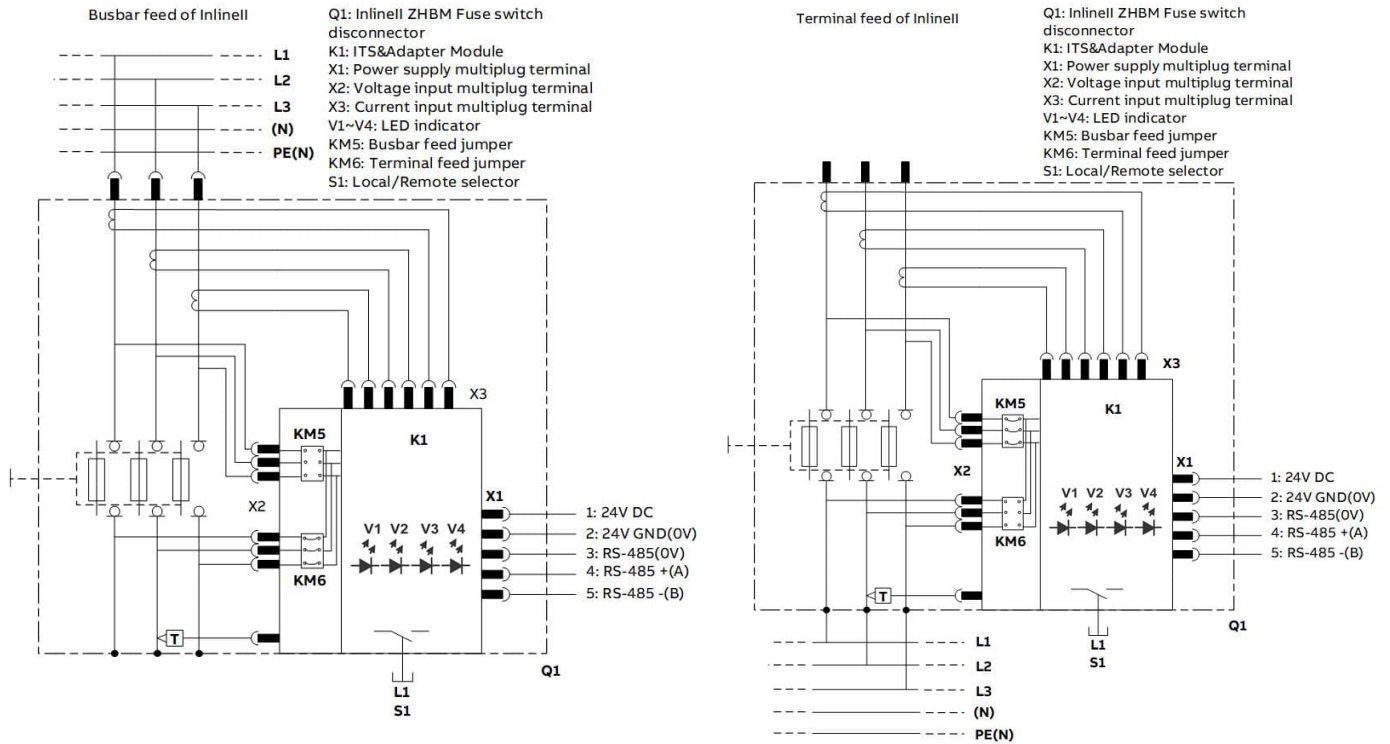 Busbar feed of InlineII
Q1: InlineII ZHBM Fuse switch
disconnector
K1: ITS&Adapter Module
X1: Power supply multiplug terminal
X2: Voltage input multiplug terminal
X3: Current input multiplug terminal
V1~V4: LED indicator
KM5: Busbar feed jumper
KM6: Terminal feed jumper
S1: Local/Remote selector
L1
L2
L3
(N)
PE(N)
X3
KM5
K1
X2
X1
V1 V2 V3 V4
1: 24V DC
2: 24V GND(0V)
3: RS-485(0V)
4: RS-485 +(A)
5: RS-485 -(B)
KM6
T
Q1
L1
S1
Terminal feed of InlineII
Q1: InlineII ZHBM Fuse switch
disconnector
K1: ITS&Adapter Module
X1: Power supply multiplug terminal
X2: Voltage input multiplug terminal
X3: Current input multiplug terminal
V1~V4: LED indicator
KM5: Busbar feed jumper
KM6: Terminal feed jumper
S1: Local/Remote selector
X3
KM5
K1
X2
X1
V1 V2 V3 V4
1: 24V DC
2: 24V GND(0V)
3: RS-485(0V)
4: RS-485 +(A)
5: RS-485 -(B)
KM6
T
Q1
L1
S1
L1
L2
L3
(N)
PE(N)